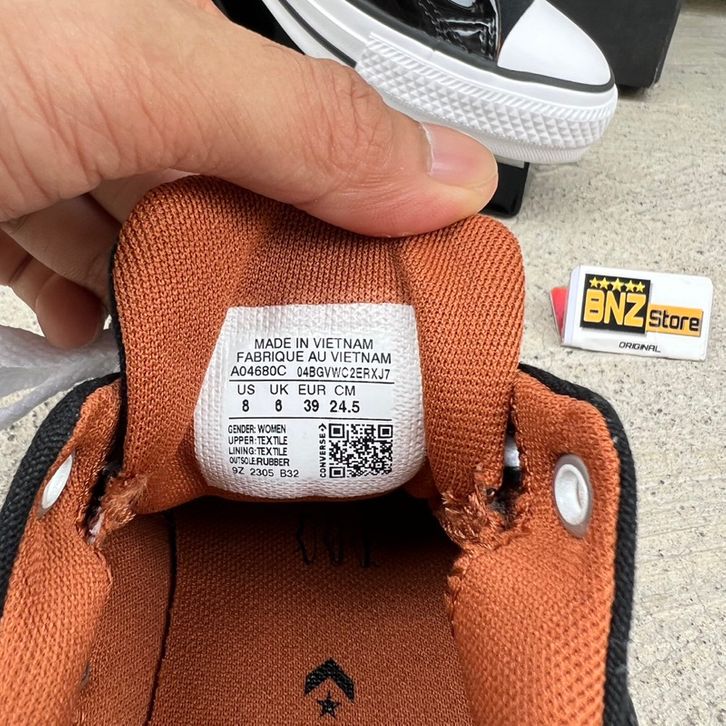 MADE IN VIETNAM
FABRIQUE AU VIETNAM
A04680C 04BGVWC2ERXJ7
US UK EUR CM
8 6 39 24.5
GENDER: WOMEN
UPPER: TEXTILE
LINING: TEXTILE
OUTSOLE: RUBBER
9Z 2305 B32
CONVERSE
BNZ Store
ORIGINAL